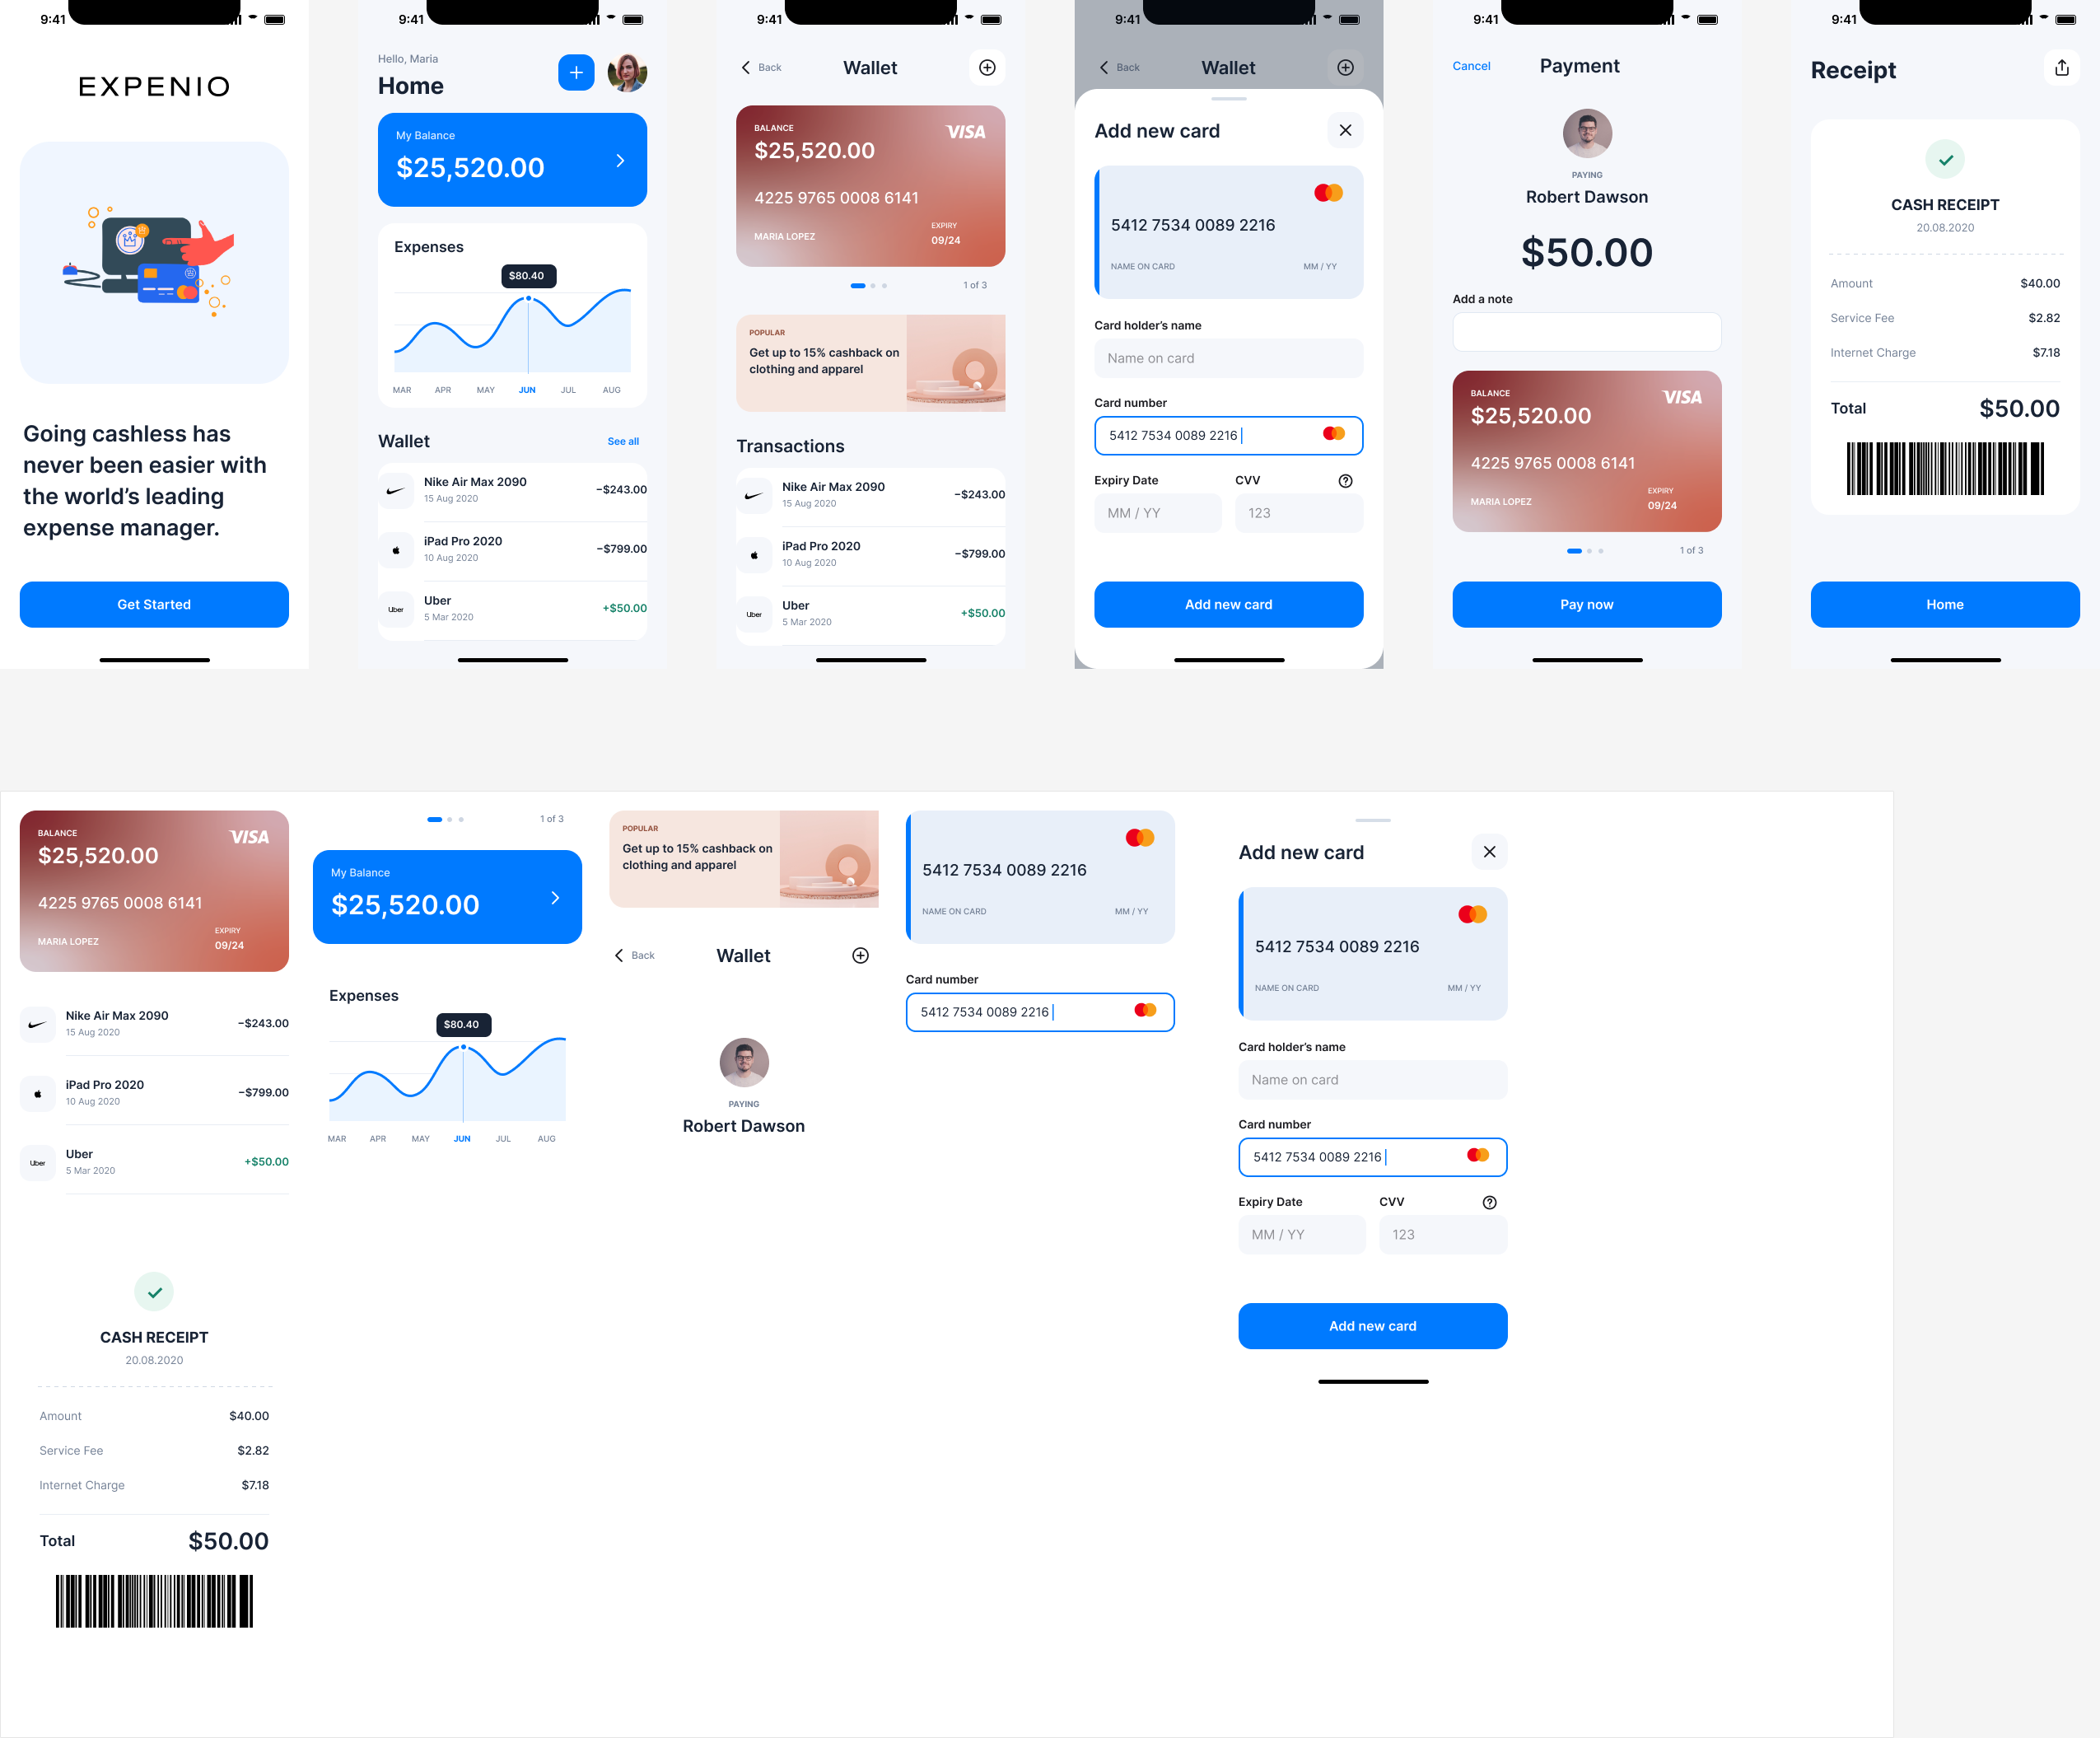 9:41
EXPENIO
Going cashless has
never been easier with
the world’s leading
expense manager.
Get Started
9:41
Hello, Maria
Home
My Balance
$25,520.00
Expenses
$80.40
MAR APR MAY JUN JUL AUG
Wallet See all
Nike Air Max 2090
15 Aug 2020
−$243.00
iPad Pro 2020
10 Aug 2020
−$799.00
Uber
Uber
5 Mar 2020
+$50.00
9:41
Back Wallet
BALANCE
VISA
$25,520.00
4225 9765 0008 6141
EXPIRY
MARIA LOPEZ 09/24
1 of 3
POPULAR
Get up to 15% cashback on
clothing and apparel
Transactions
Nike Air Max 2090
15 Aug 2020
−$243.00
iPad Pro 2020
10 Aug 2020
−$799.00
Uber
Uber
5 Mar 2020
+$50.00
9:41
Back Wallet
Add new card
5412 7534 0089 2216
NAME ON CARD MM / YY
Card holder’s name
Name on card
Card number
5412 7534 0089 2216
Expiry Date CVV
MM / YY 123
Add new card
9:41
Cancel Payment
PAYING
Robert Dawson
$50.00
Add a note
BALANCE
VISA
$25,520.00
4225 9765 0008 6141
EXPIRY
MARIA LOPEZ 09/24
1 of 3
Pay now
9:41
Receipt
CASH RECEIPT
20.08.2020
Amount $40.00
Service Fee $2.82
Internet Charge $7.18
Total $50.00
Home
BALANCE
VISA
$25,520.00
4225 9765 0008 6141
EXPIRY
MARIA LOPEZ 09/24
Nike Air Max 2090
15 Aug 2020
−$243.00
iPad Pro 2020
10 Aug 2020
−$799.00
Uber
Uber
5 Mar 2020
+$50.00
CASH RECEIPT
20.08.2020
Amount $40.00
Service Fee $2.82
Internet Charge $7.18
Total $50.00
1 of 3
My Balance
$25,520.00
Expenses
$80.40
MAR APR MAY JUN JUL AUG
POPULAR
Get up to 15% cashback on
clothing and apparel
Back Wallet
PAYING
Robert Dawson
5412 7534 0089 2216
NAME ON CARD MM / YY
Card number
5412 7534 0089 2216
Add new card
5412 7534 0089 2216
NAME ON CARD MM / YY
Card holder’s name
Name on card
Card number
5412 7534 0089 2216
Expiry Date CVV
MM / YY 123
Add new card